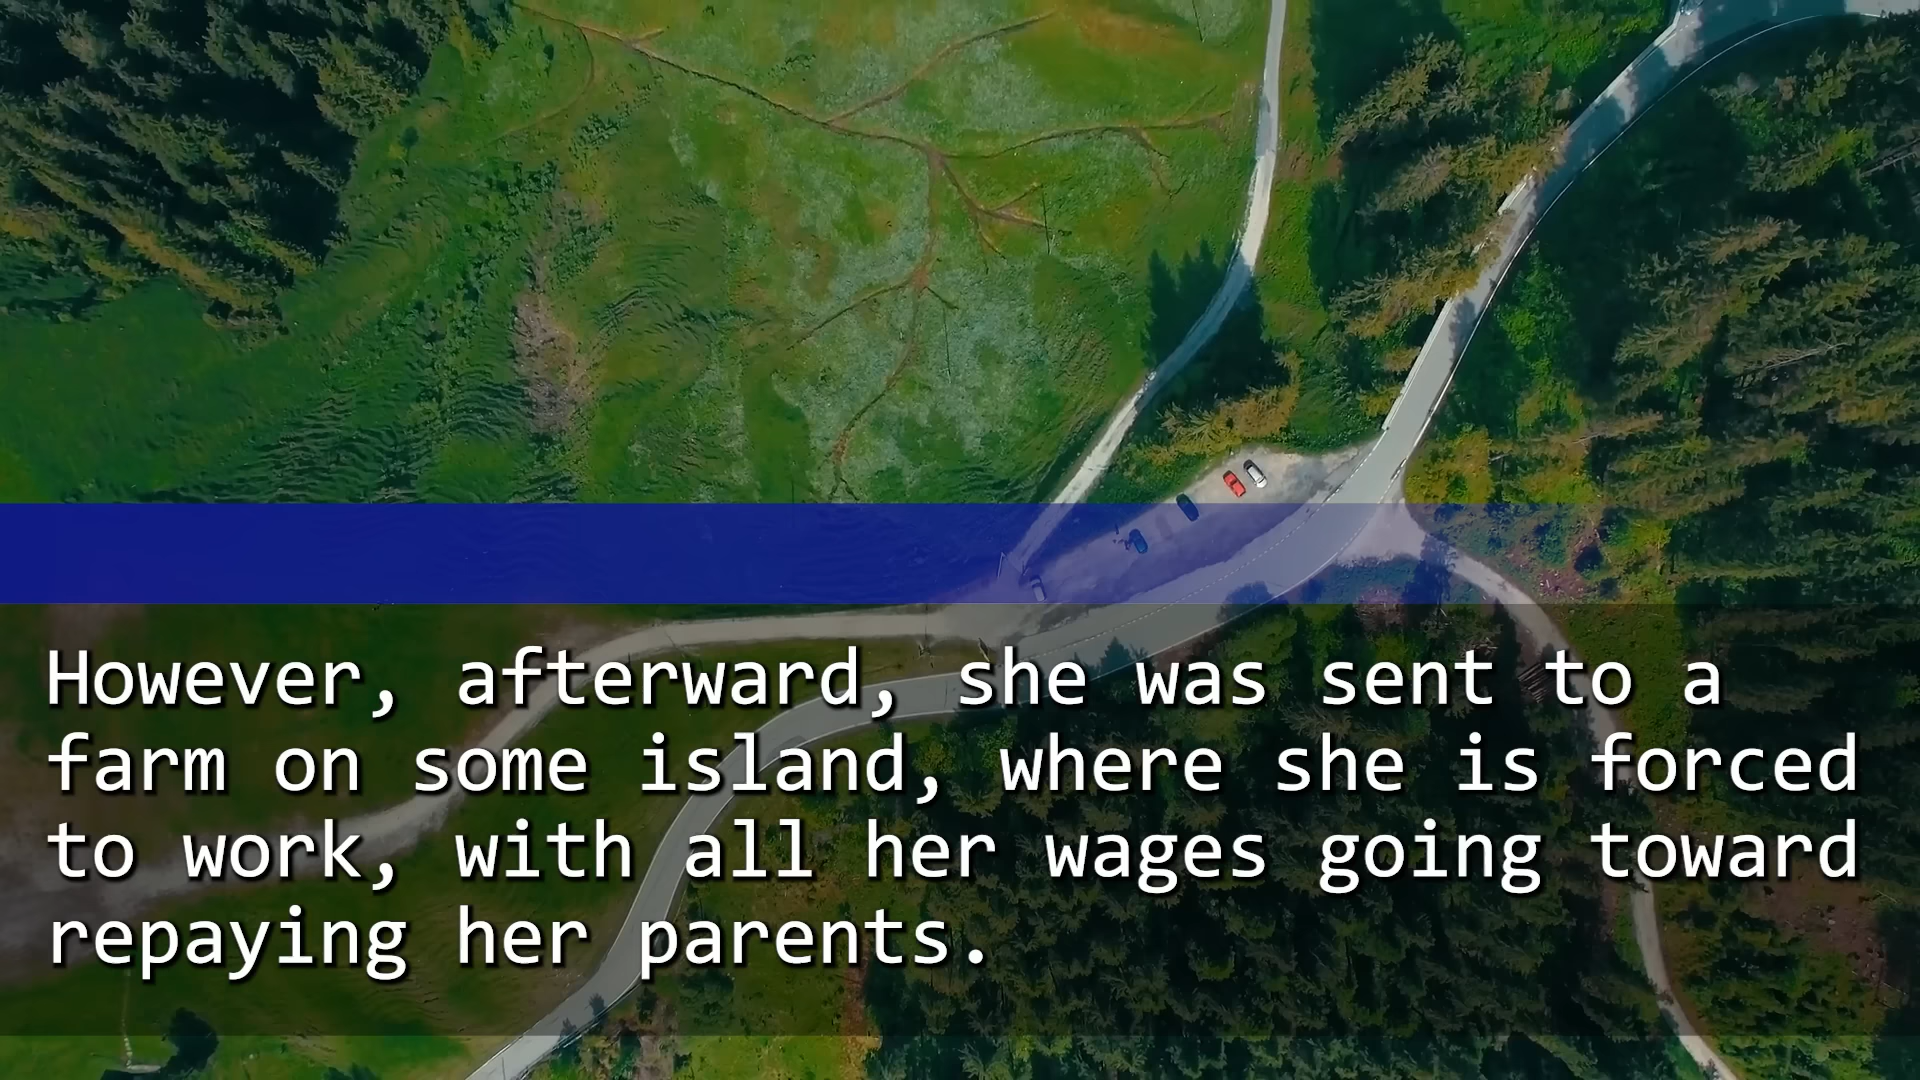 However, afterward, she was sent to a
farm on some island, where she is forced
to work, with all her wages going toward
repaying her parents.